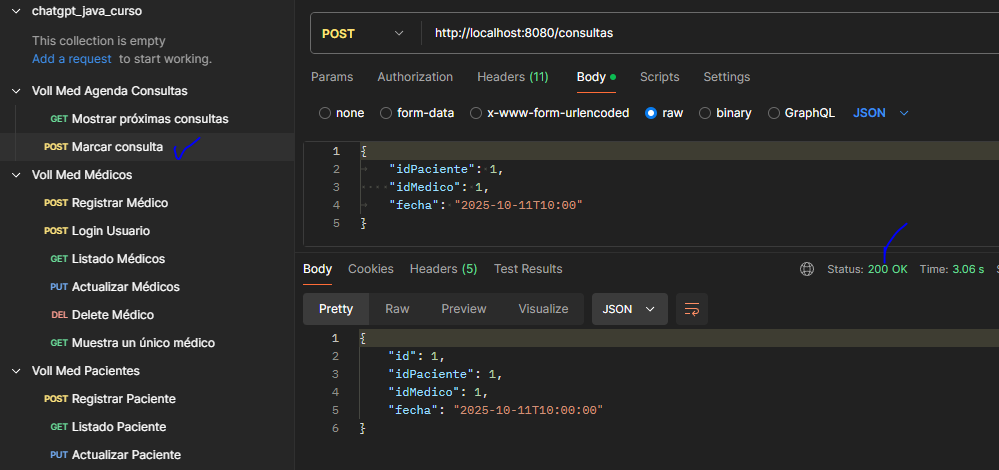 chatgpt_java_curso
This collection is empty
Add a request to start working.
Voll Med Agenda Consultas
GET Mostrar próximas consultas
POST Marcar consulta
Voll Med Médicos
POST Registrar Médico
POST Login Usuario
GET Listado Médicos
PUT Actualizar Médicos
DEL Delete Médico
GET Muestra un único médico
Voll Med Pacientes
POST Registrar Paciente
GET Listado Paciente
PUT Actualizar Paciente
POST http://localhost:8080/consultas
Params Authorization Headers (11) Body Scripts Settings
none form-data x-www-form-urlencoded raw binary GraphQL JSON
1 {
2 "idPaciente": 1,
3 "idMedico": 1,
4 "fecha": "2025-10-11T10:00"
5 }
Body Cookies Headers (5) Test Results Status: 200 OK Time: 3.06 s
Pretty Raw Preview Visualize JSON
1 {
2 "id": 1,
3 "idPaciente": 1,
4 "idMedico": 1,
5 "fecha": "2025-10-11T10:00:00"
6 }